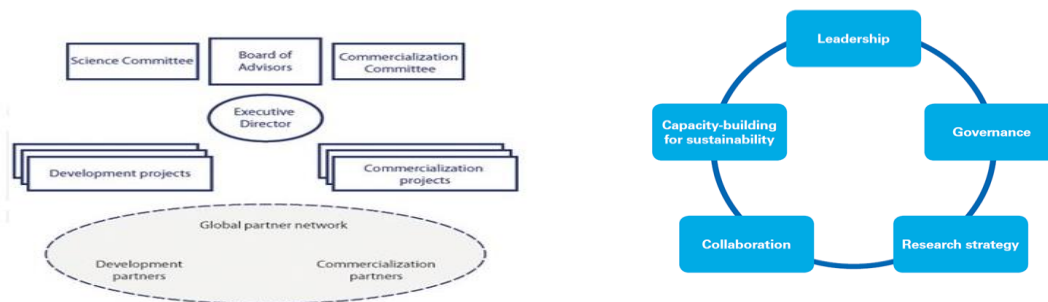 Science Committee
Board of
Advisors
Commercialization
Committee
Executive
Director
Development projects
Commercialization
projects
Global partner network
Development
partners
Commercialization
partners
Leadership
Capacity-building
for sustainability
Governance
Collaboration
Research strategy